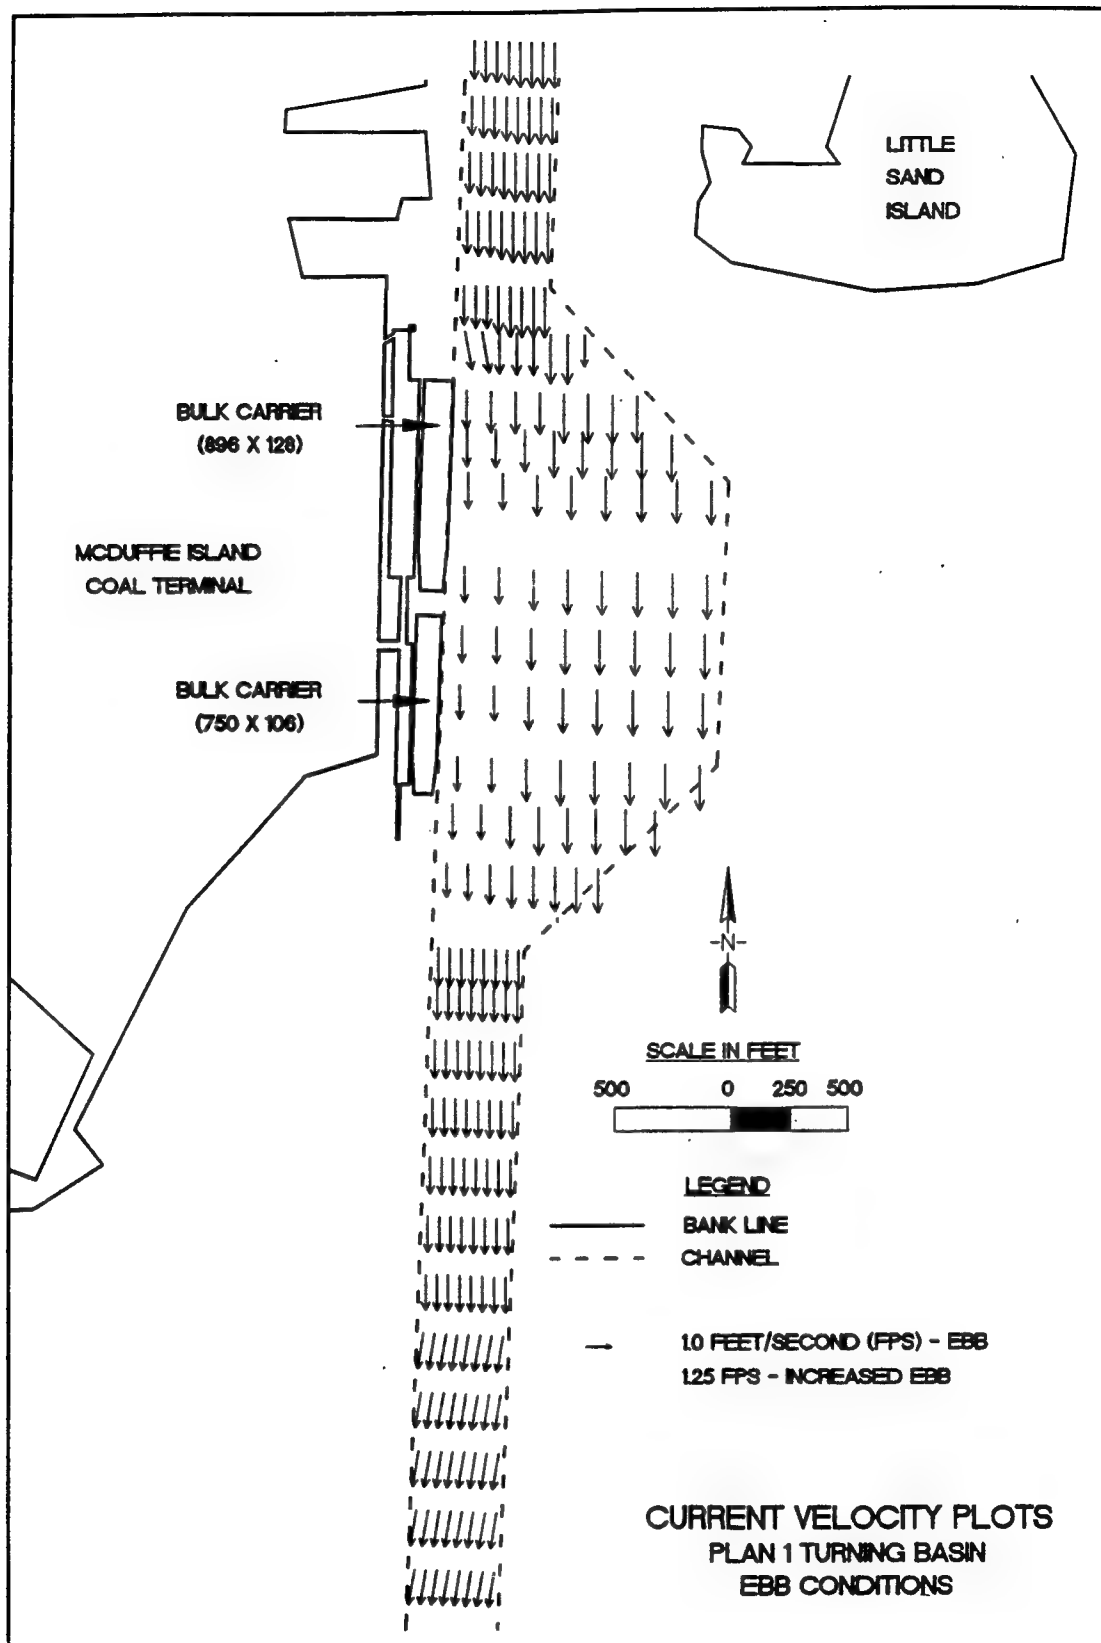 LITTLE
SAND
ISLAND
BULK CARRIER
(896 X 128)
MCDUFFIE ISLAND
COAL TERMINAL
BULK CARRIER
(750 X 106)
-N-
SCALE IN FEET
500 0 250 500
LEGEND
BANK LINE
CHANNEL
1.0 FEET/SECOND (FPS) - EBB
1.25 FPS - INCREASED EBB
CURRENT VELOCITY PLOTS
PLAN 1 TURNING BASIN
EBB CONDITIONS